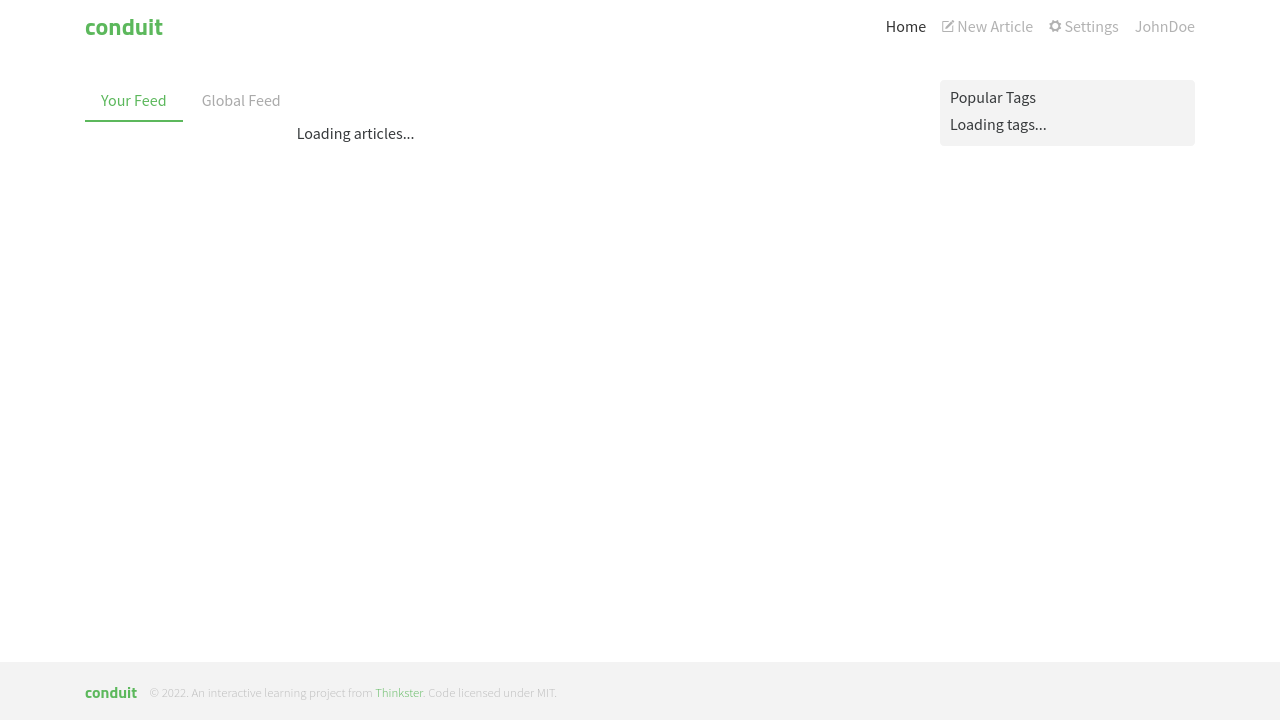 conduit
Home New Article Settings JohnDoe
Your Feed Global Feed
Loading articles...
Popular Tags
Loading tags...
conduit © 2022. An interactive learning project from Thinkster. Code licensed under MIT.